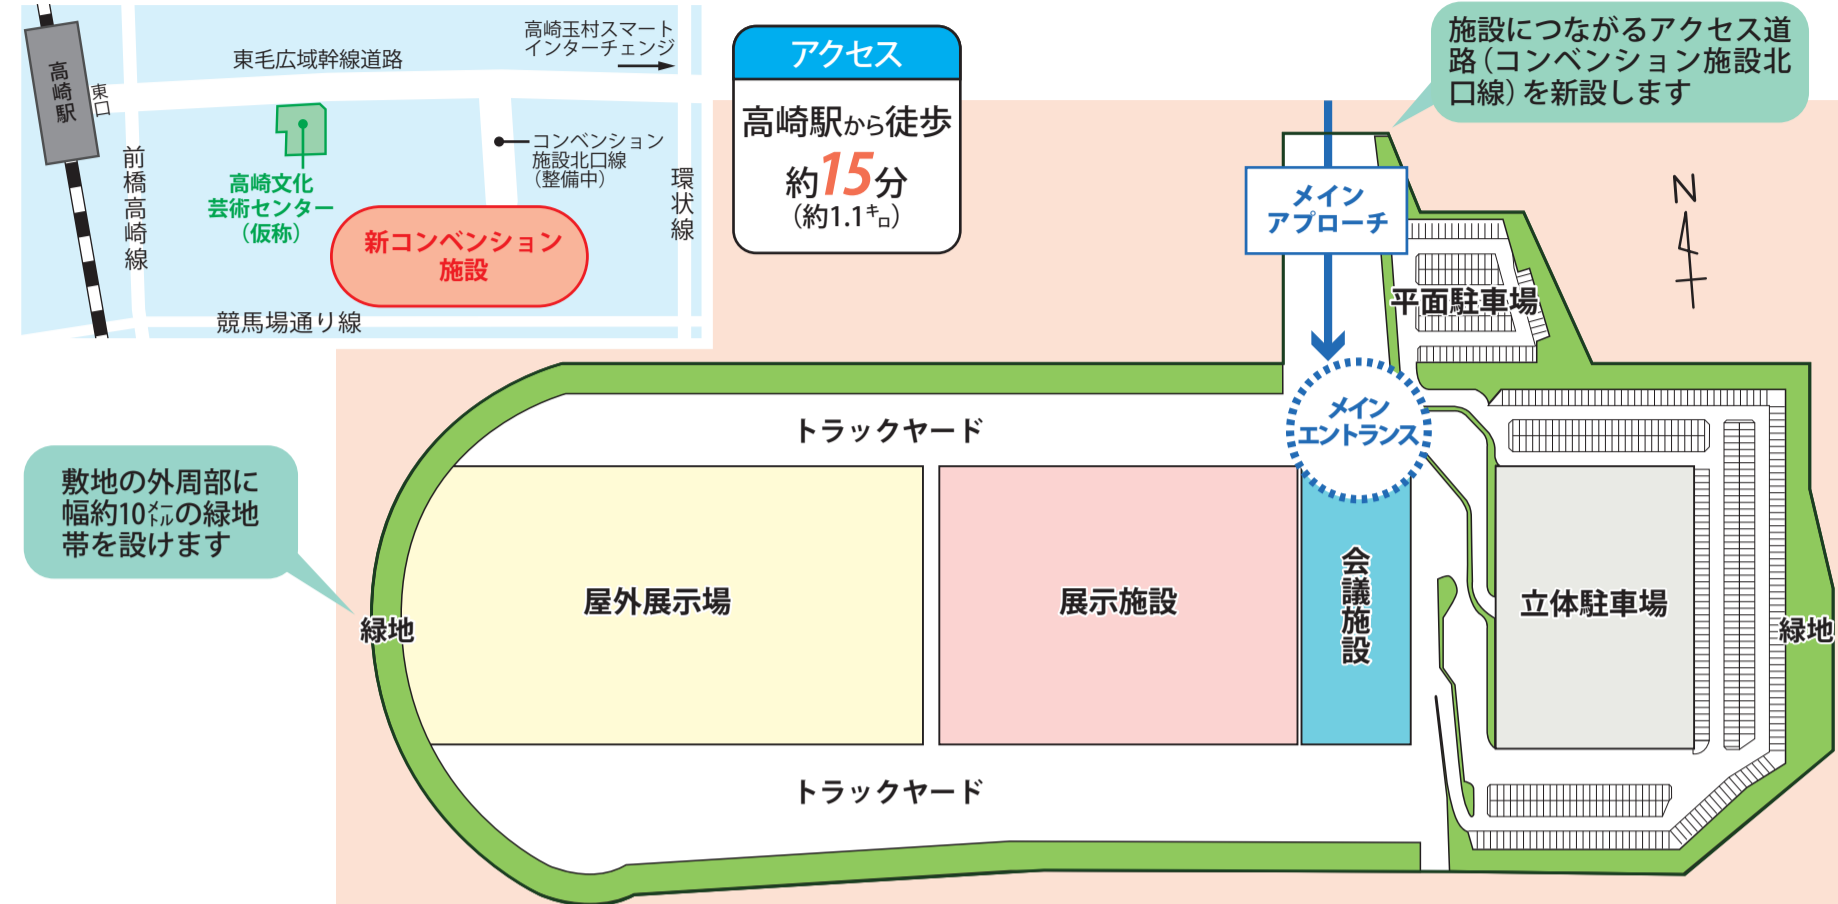 高崎駅
東口
東毛広域幹線道路
高崎玉村スマート
インターチェンジ
前橋高崎線
高崎文化
芸術センター
(仮称)
コンベンション
施設北口線
(整備中)
環状線
新コンベンション
施設
競馬場通り線
アクセス
高崎駅から徒歩
約15分
(約1.1キロ)
施設につながるアクセス道
路(コンベンション施設北
口線)を新設します
メイン
アプローチ
N
平面駐車場
メイン
エントランス
トラックヤード
敷地の外周部に
幅約10メートルの緑地
帯を設けます
緑地
屋外展示場
展示施設
会議施設
立体駐車場
緑地
トラックヤード